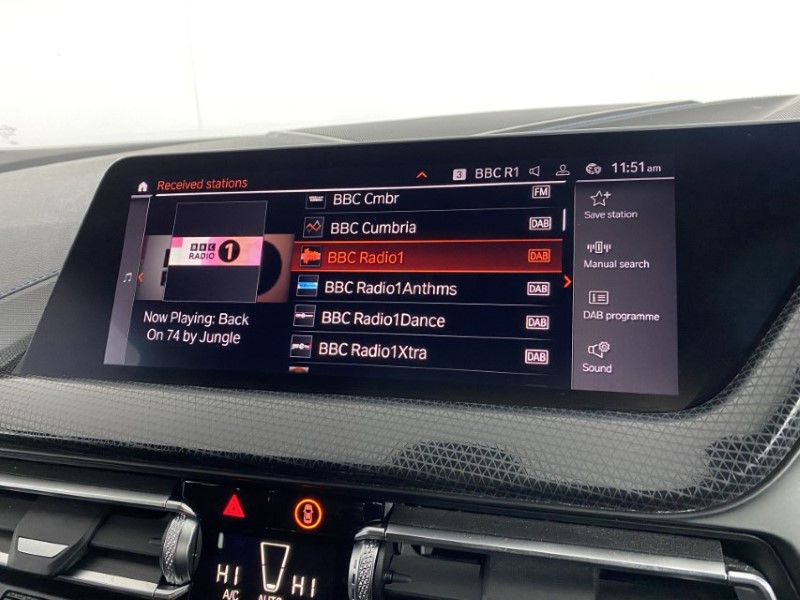 Received stations
3 BBC R1 11:51am
BBC Cmbr FM
BBC Cumbria DAB
BBC Radio1 DAB
BBC Radio1Anthms DAB
BBC Radio1Dance DAB
BBC Radio1Xtra DAB
BBC
RADIO 1
Now Playing: Back
On 74 by Jungle
Save station
Manual search
DAB programme
Sound
HI HI
A/C AUTO